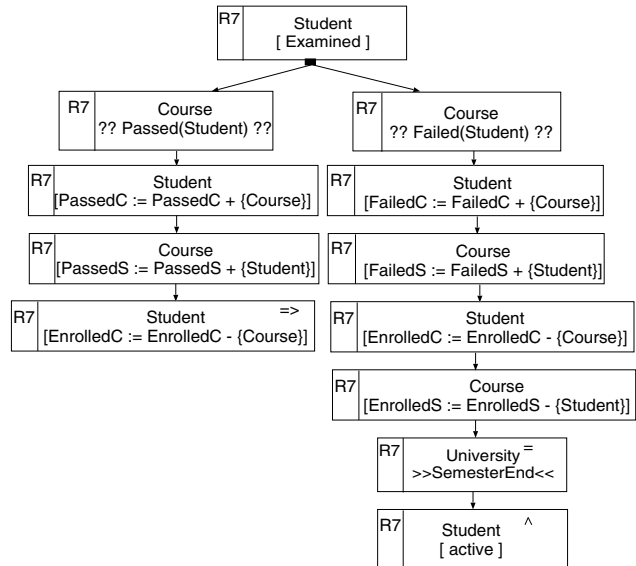 R7
Student
[ Examined ]
R7
Course
?? Passed(Student) ??
R7
Course
?? Failed(Student) ??
R7
Student
[PassedC := PassedC + {Course}]
R7
Student
[FailedC := FailedC + {Course}]
R7
Course
[PassedS := PassedS + {Student}]
R7
Course
[FailedS := FailedS + {Student}]
R7
Student =>
[EnrolledC := EnrolledC - {Course}]
R7
Student
[EnrolledC := EnrolledC - {Course}]
R7
Course
[EnrolledS := EnrolledS - {Student}]
R7
University =
>>SemesterEnd<<
R7
Student ^
[ active ]